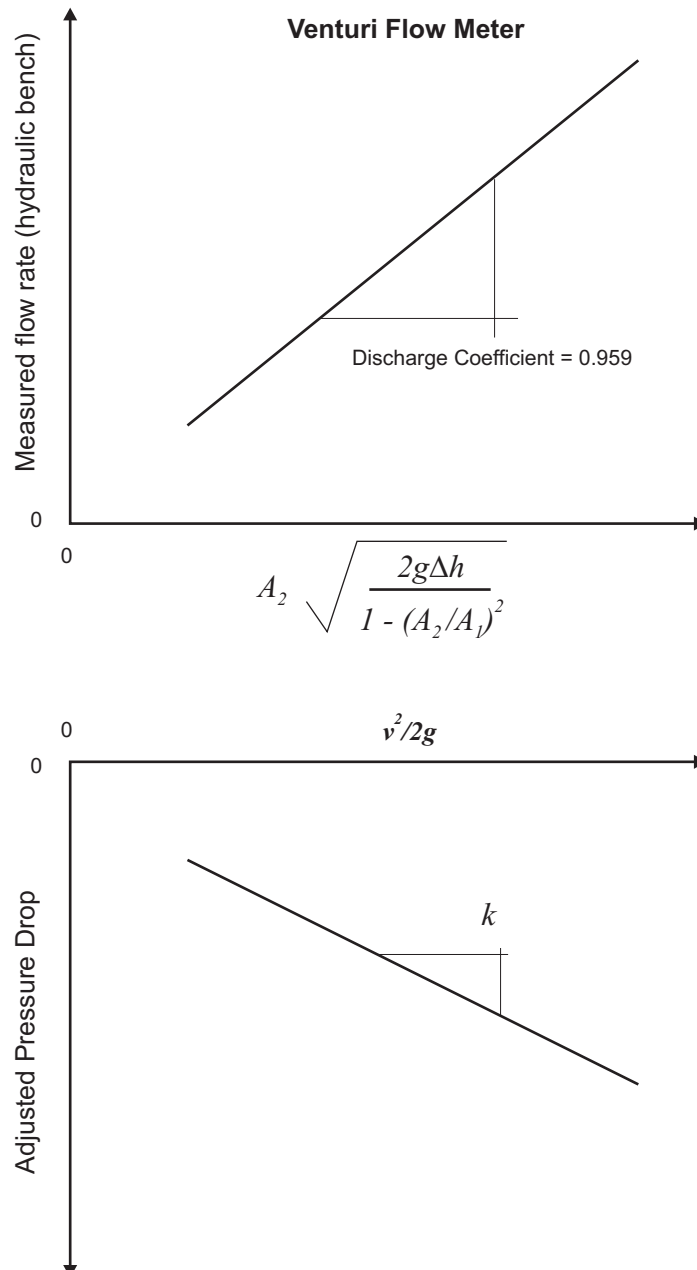 Venturi Flow Meter
Measured flow rate (hydraulic bench)
Discharge Coefficient = 0.959
0
0
A₂ √ 2gΔh
1 - (A₂/A₁)²
0
v²/2g
0
k
Adjusted Pressure Drop